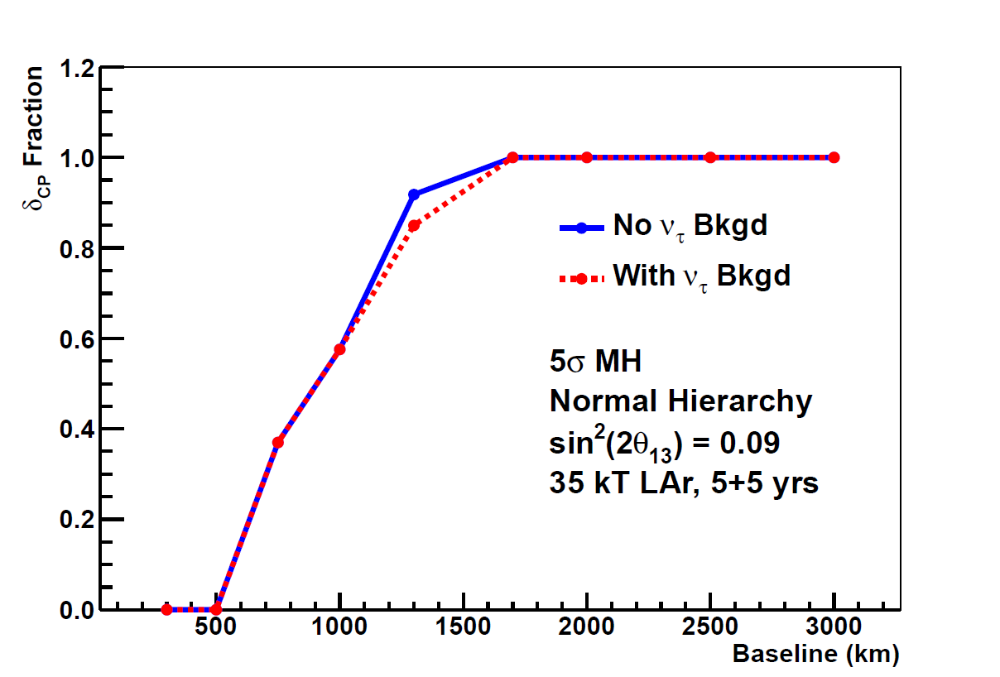 δCP Fraction
1.2
1.0
0.8
0.6
0.4
0.2
0.0
No ντ Bkgd
With ντ Bkgd
5σ MH
Normal Hierarchy
sin²(2θ13) = 0.09
35 kT LAr, 5+5 yrs
500 1000 1500 2000 2500 3000
Baseline (km)